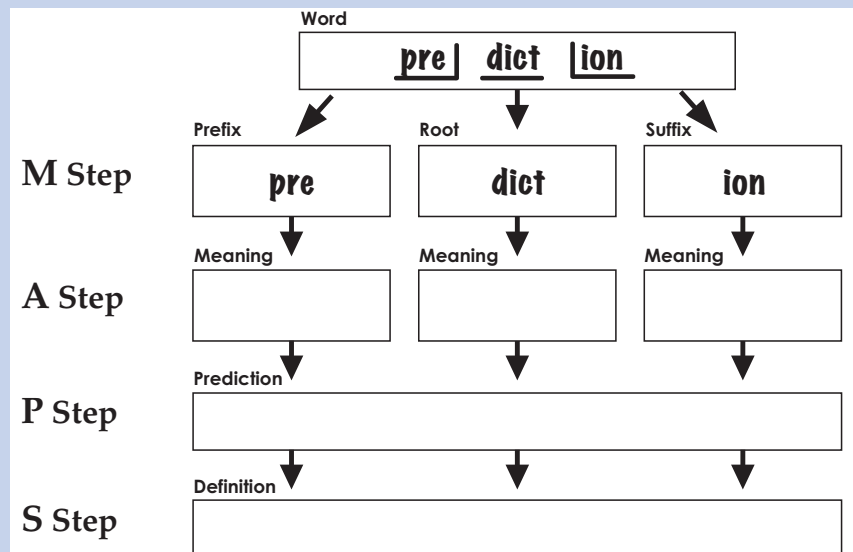 Word
pre dict ion
Prefix Root Suffix
M Step pre dict ion
Meaning Meaning Meaning
A Step
Prediction
P Step
Definition
S Step